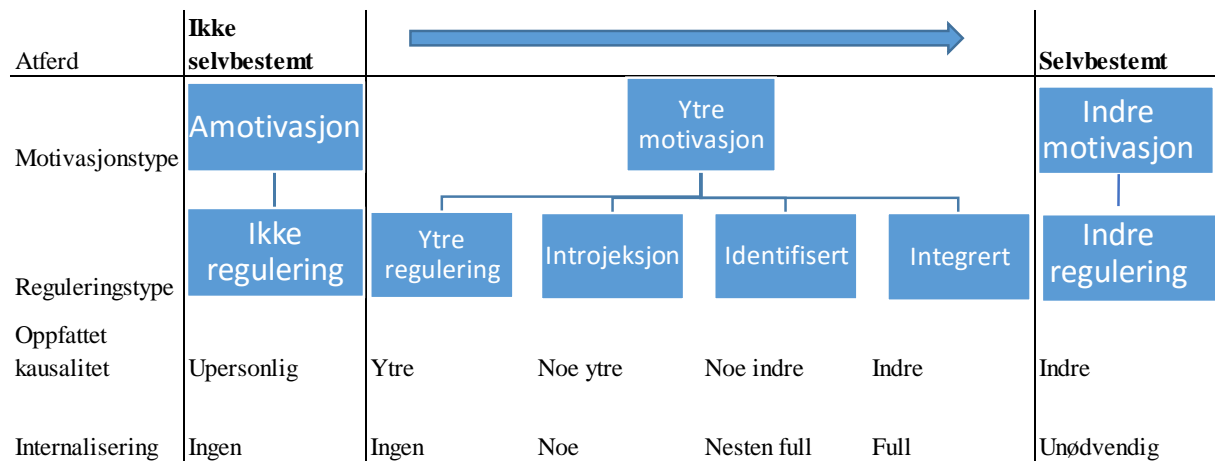 Atferd
Ikke
selvbestemt
Selvbestemt
Motivasjonstype
Amotivasjon
Ytre
motivasjon
Indre
motivasjon
Reguleringstype
Ikke
regulering
Ytre
regulering
Introjeksjon
Identifisert
Integrert
Indre
regulering
Oppfattet
kausalitet
Upersonlig
Ytre
Noe ytre
Noe indre
Indre
Indre
Internalisering
Ingen
Ingen
Noe
Nesten full
Full
Unødvendig